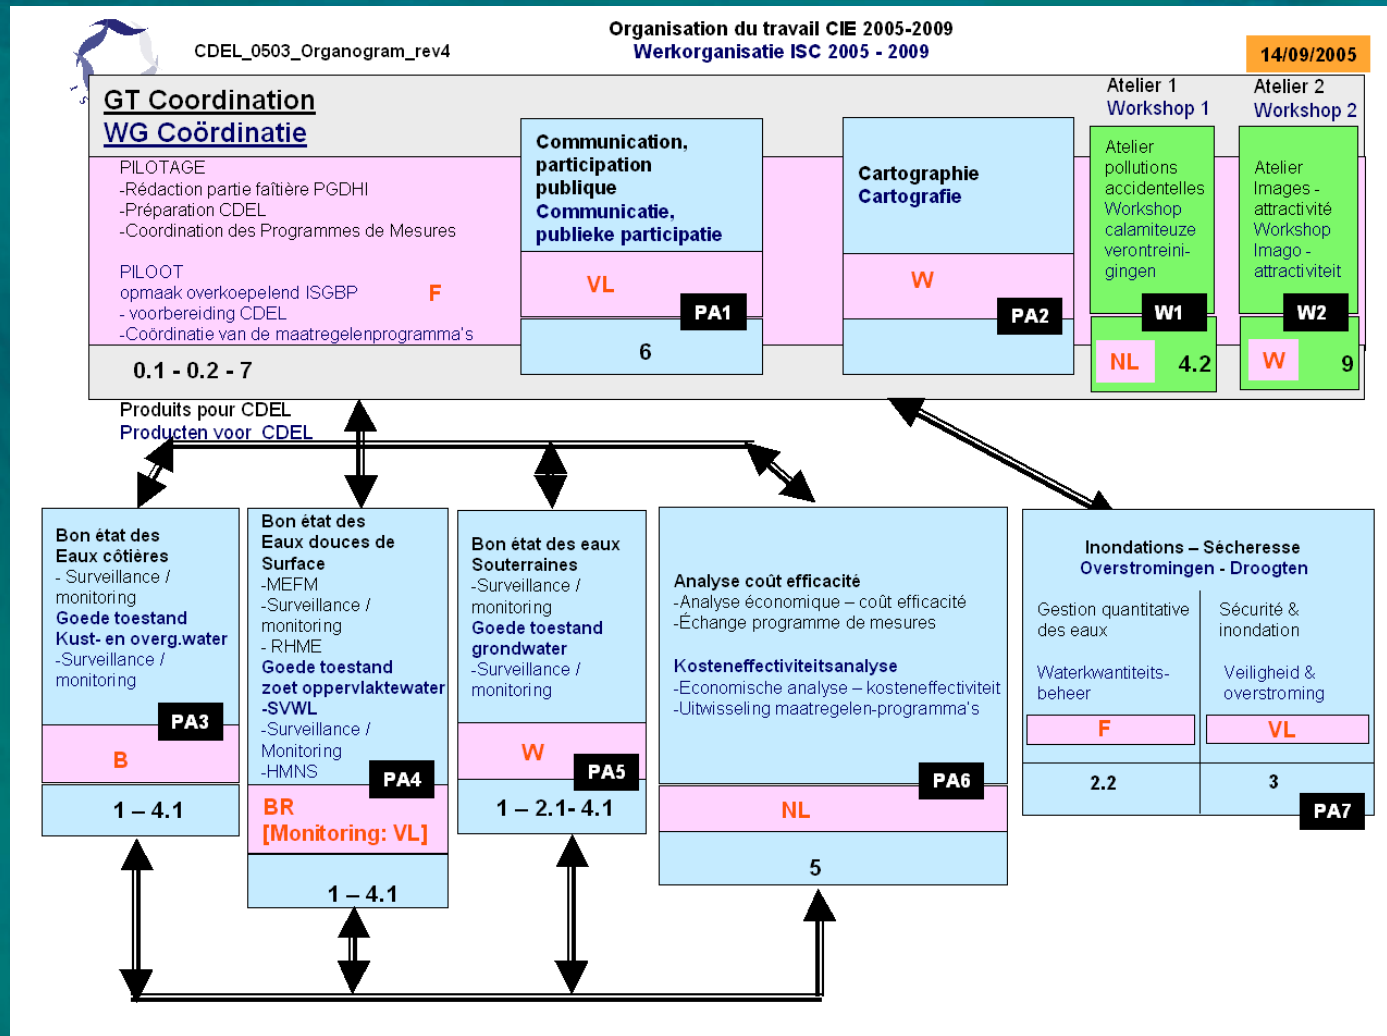 CDEL_0503_Organogram_rev4
Organisation du travail CIE 2005-2009
Werkorganisatie ISC 2005 - 2009
14/09/2005
GT Coordination
WG Coördinatie
PILOTAGE
-Rédaction partie faîtière PGDHI
-Préparation CDEL
-Coordination des Programmes de Mesures
PILOOT
opmaak overkoepelend ISGBP
- voorbereiding CDEL
-Coördinatie van de maatregelenprogramma's
F
0.1 - 0.2 - 7
Communication,
participation
publique
Communicatie,
publieke participatie
VL
PA1
6
Cartographie
Cartografie
W
PA2
Atelier 1
Workshop 1
Atelier
pollutions
accidentelles
Workshop
calamiteuze
verontreini-
gingen
W1
NL 4.2
Atelier 2
Workshop 2
Atelier
Images -
attractivité
Workshop
Imago -
attractiviteit
W2
W 9
Produits pour CDEL
Producten voor CDEL
Bon état des
Eaux côtières
- Surveillance /
monitoring
Goede toestand
Kust- en overg.water
-Surveillance /
monitoring
PA3
B
1 – 4.1
Bon état des
Eaux douces de
Surface
-MEFM
-Surveillance /
monitoring
- RHME
Goede toestand
zoet oppervlaktewater
-SVWL
-Surveillance /
Monitoring
-HMNS
PA4
BR
[Monitoring: VL]
1 – 4.1
Bon état des eaux
Souterraines
-Surveillance /
monitoring
Goede toestand
grondwater
-Surveillance /
monitoring
W
PA5
1 – 2.1- 4.1
Analyse coût efficacité
-Analyse économique – coût efficacité
-Échange programme de mesures
Kosteneffectiviteitsanalyse
-Economische analyse – kosteneffectiviteit
-Uitwisseling maatregelen-programma's
PA6
NL
5
Inondations – Sécheresse
Overstromingen - Droogten
Gestion quantitative
des eaux
Waterkwantiteits-
beheer
F
2.2
Sécurité &
inondation
Veiligheid &
overstroming
VL
3
PA7